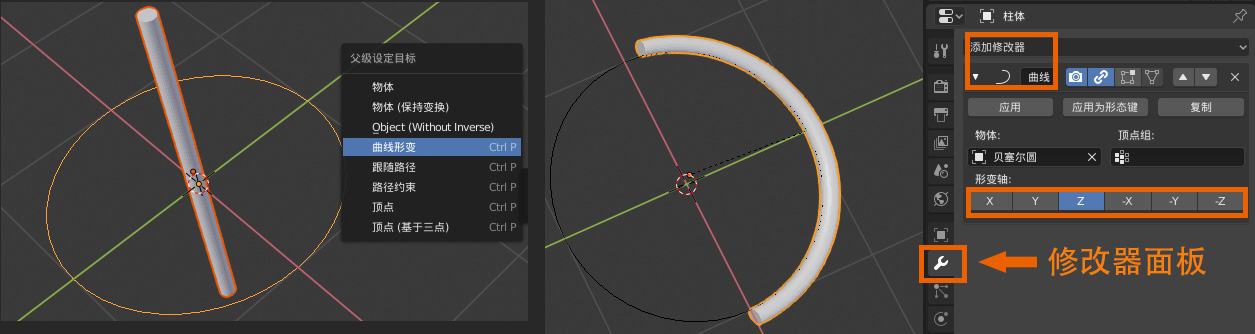 父级设定目标
物体
物体 (保持变换)
Object (Without Inverse)
曲线形变 Ctrl P
跟随路径 Ctrl P
路径约束 Ctrl P
顶点 Ctrl P
顶点 (基于三点) Ctrl P
柱体
添加修改器
曲线
应用 应用为形态键 复制
物体: 顶点组:
贝塞尔圆
形变轴:
X Y Z -X -Y -Z
修改器面板